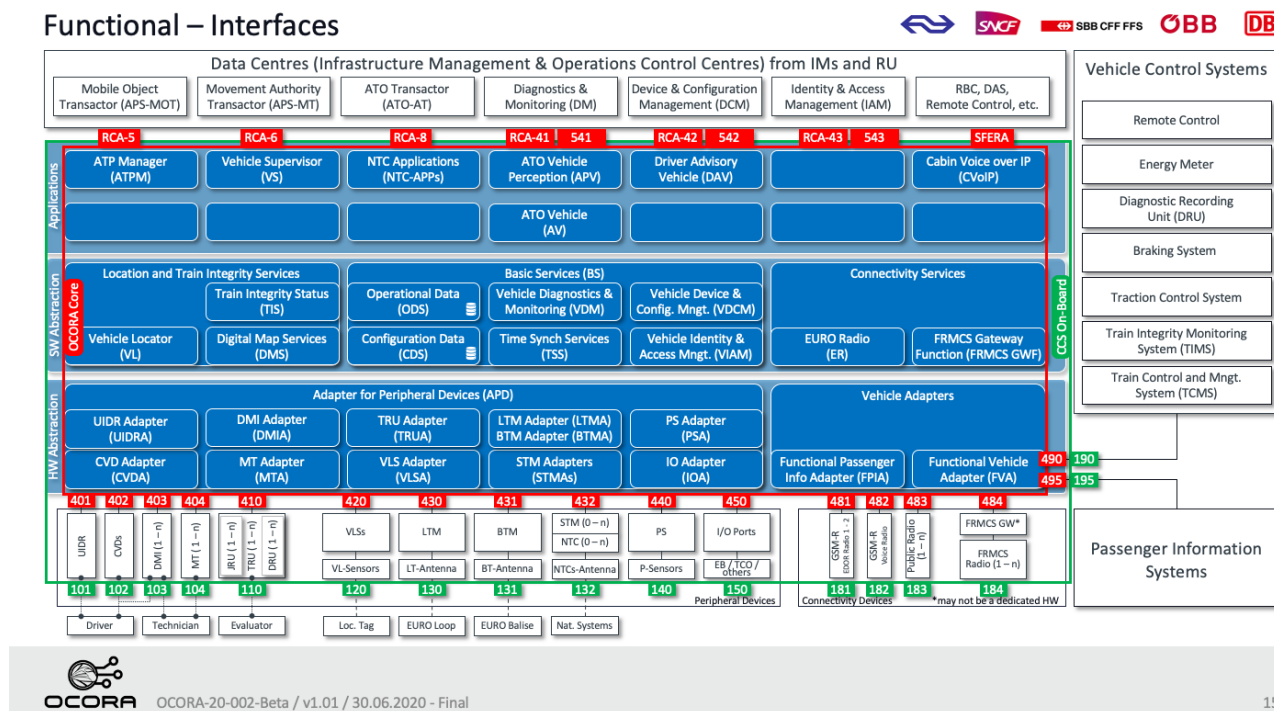 Functional – Interfaces
SNCF
SBB CFF FFS
ÖBB
DB
Data Centres (Infrastructure Management & Operations Control Centres) from IMs and RU
Mobile Object
Transactor (APS-MOT)
Movement Authority
Transactor (APS-MT)
ATO Transactor
(ATO-AT)
Diagnostics &
Monitoring (DM)
Device & Configuration
Management (DCM)
Identity & Access
Management (IAM)
RBC, DAS,
Remote Control, etc.
RCA-5
RCA-6
RCA-8
RCA-41
541
RCA-42
542
RCA-43
543
SFERA
Applications
ATP Manager
(ATPM)
Vehicle Supervisor
(VS)
NTC Applications
(NTC-APPs)
ATO Vehicle
Perception (APV)
Driver Advisory
Vehicle (DAV)
Cabin Voice over IP
(CVoIP)
ATO Vehicle
(AV)
SW Abstraction
OCORA Core
CCS On-Board
Location and Train Integrity Services
Basic Services (BS)
Connectivity Services
Train Integrity Status
(TIS)
Operational Data
(ODS)
Vehicle Diagnostics &
Monitoring (VDM)
Vehicle Device &
Config. Mngt. (VDCM)
Vehicle Locator
(VL)
Digital Map Services
(DMS)
Configuration Data
(CDS)
Time Synch Services
(TSS)
Vehicle Identity &
Access Mngt. (VIAM)
EURO Radio
(ER)
FRMCS Gateway
Function (FRMCS GWF)
HW Abstraction
Adapter for Peripheral Devices (APD)
Vehicle Adapters
UIDR Adapter
(UIDRA)
DMI Adapter
(DMIA)
TRU Adapter
(TRUA)
LTM Adapter (LTMA)
BTM Adapter (BTMA)
PS Adapter
(PSA)
CVD Adapter
(CVDA)
MT Adapter
(MTA)
VLS Adapter
(VLSA)
STM Adapters
(STMAs)
IO Adapter
(IOA)
Functional Passenger
Info Adapter (FPIA)
Functional Vehicle
Adapter (FVA)
490
190
495
195
401
402
403
404
410
420
430
431
432
440
450
481
482
483
484
UIDR
CVDs
DMI (1 – n)
MT (1 – n)
JRU (1 – n)
TRU (1 – n)
DRU (1 – n)
VLSs
LTM
BTM
STM (0 – n)
NTC (0 – n)
PS
I/O Ports
GSM-R
EDOR Radio 1 - 2
GSM-R
Voice Radio
Public Radio
(1 – n)
FRMCS GW*
FRMCS
Radio (1 – n)
VL-Sensors
LT-Antenna
BT-Antenna
NTCs-Antenna
P-Sensors
EB / TCO /
others
101
102
103
104
110
120
130
131
132
140
150
181
182
183
184
Peripheral Devices
Connectivity Devices
*may not be a dedicated HW
Driver
Technician
Evaluator
Loc. Tag
EURO Loop
EURO Balise
Nat. Systems
Vehicle Control Systems
Remote Control
Energy Meter
Diagnostic Recording
Unit (DRU)
Braking System
Traction Control System
Train Integrity Monitoring
System (TIMS)
Train Control and Mngt.
System (TCMS)
Passenger Information
Systems
OCORA
OCORA-20-002-Beta / v1.01 / 30.06.2020 - Final
15